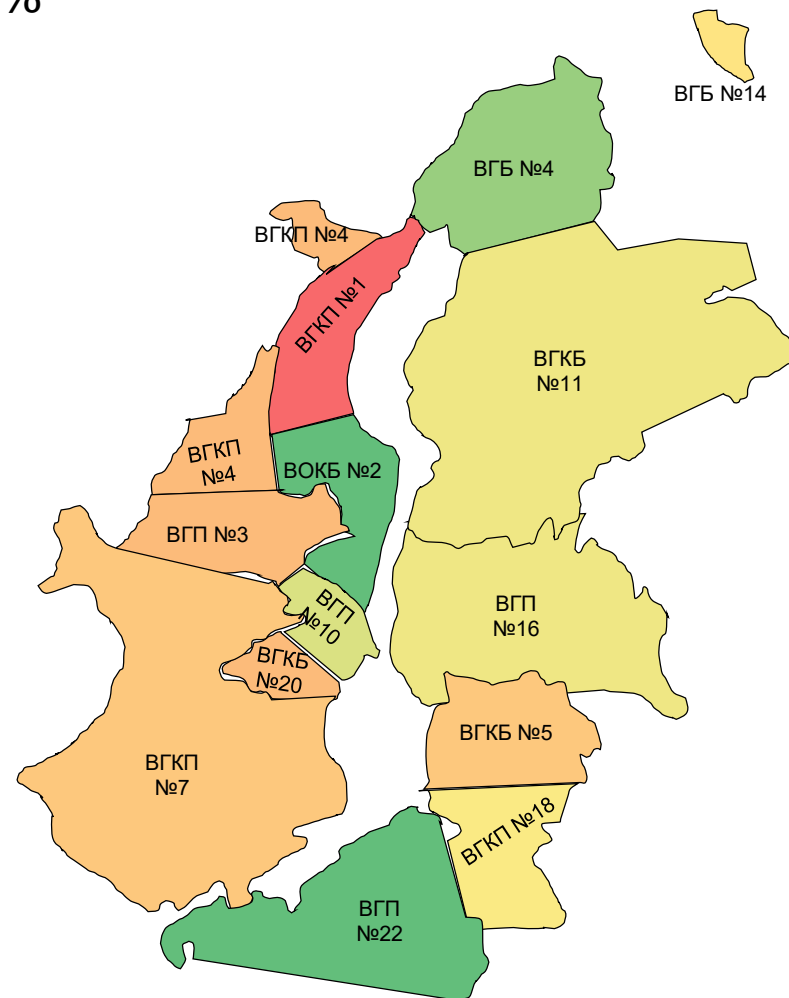 %
ВГБ №14
ВГБ №4
ВГКП №4
ВГКП №1
ВГКБ
№11
ВГКП
№4
ВОКБ №2
ВГП №3
ВГП
№10
ВГП
№16
ВГКБ
№20
ВГКБ №5
ВГКП
№7
ВГКП №18
ВГП
№22